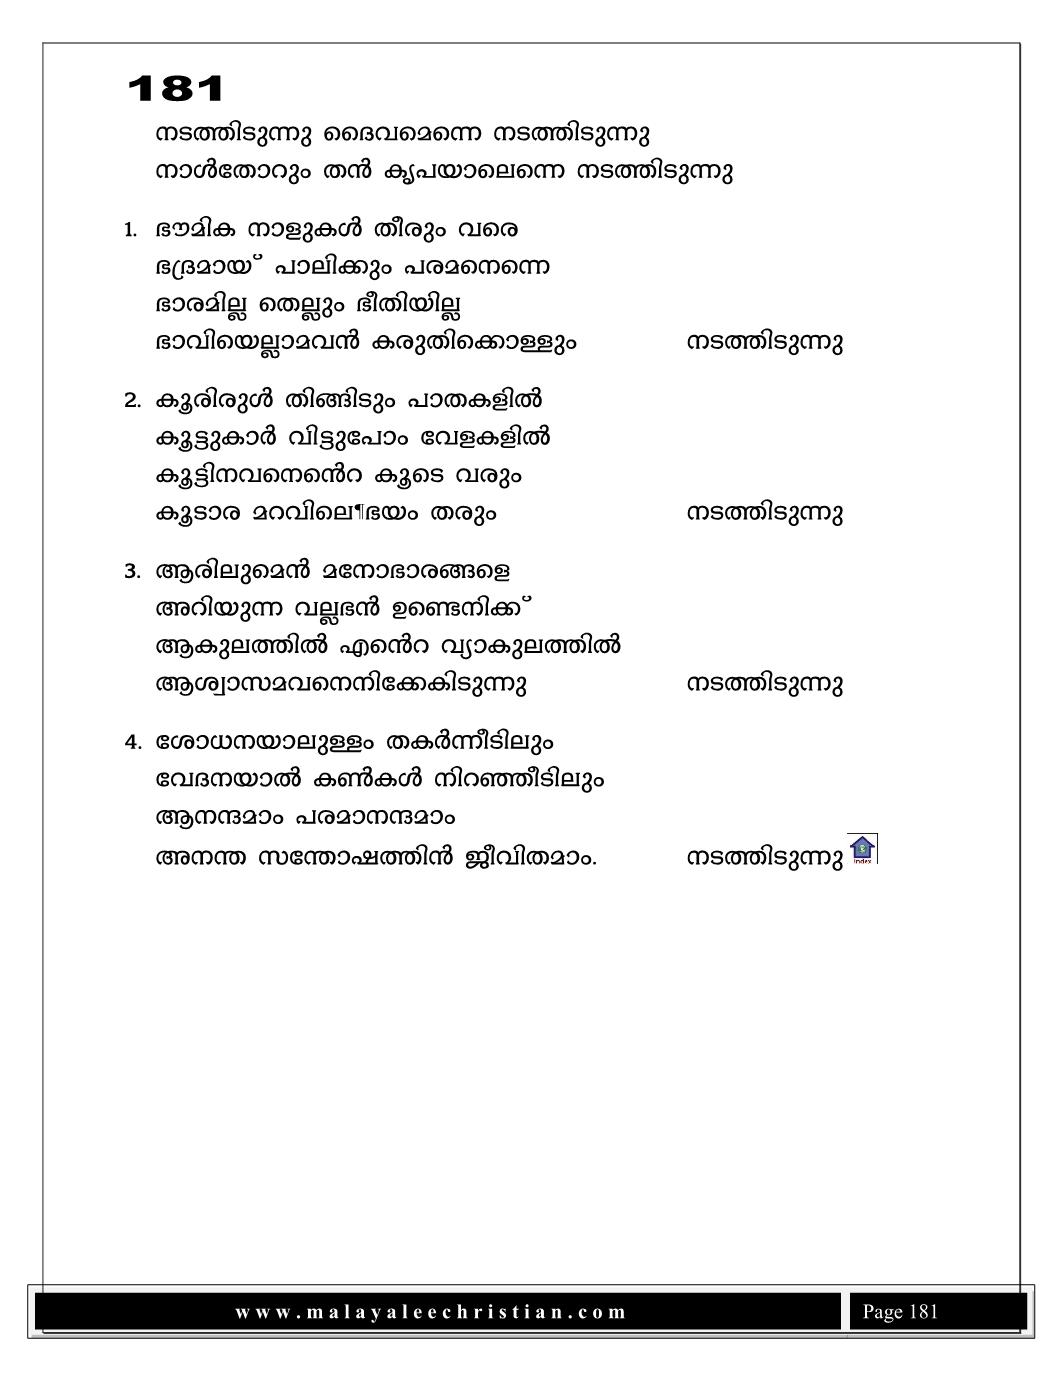 181
നടത്തിടുന്നു ദൈവമെന്നെ നടത്തിടുന്നു
നാൾതോറും തൻ കൃപയാലെന്നെ നടത്തിടുന്നു
1. ഭൗമിക നാളുകൾ തീരും വരെ
ഭദ്രമായ് പാലിക്കും പരമനെന്നെ
ഭാരമില്ല തെല്ലും ഭീതിയില്ല
ഭാവിയെല്ലാമവൻ കരുതിക്കൊള്ളും നടത്തിടുന്നു
2. കൂരിരുൾ തിങ്ങിടും പാതകളിൽ
കൂട്ടുകാർ വിട്ടുപോം വേളകളിൽ
കൂട്ടിനവനെൻെറ കൂടെ വരും
കൂടാര മറവിലെ¶ഭയം തരും നടത്തിടുന്നു
3. ആരിലുമെൻ മനോഭാരങ്ങളെ
അറിയുന്ന വല്ലഭൻ ഉണ്ടെനിക്ക്
ആകുലത്തിൽ എൻെറ വ്യാകുലത്തിൽ
ആശ്വാസമവനെനിക്കേകിടുന്നു നടത്തിടുന്നു
4. ശോധനയാലുള്ളം തകർന്നീടിലും
വേദനയാൽ കൺകൾ നിറഞ്ഞീടിലും
ആനന്ദമാം പരമാനന്ദമാം
അനന്ത സന്തോഷത്തിൻ ജീവിതമാം. നടത്തിടുന്നു
Index
www.malayaleechristian.com Page 181